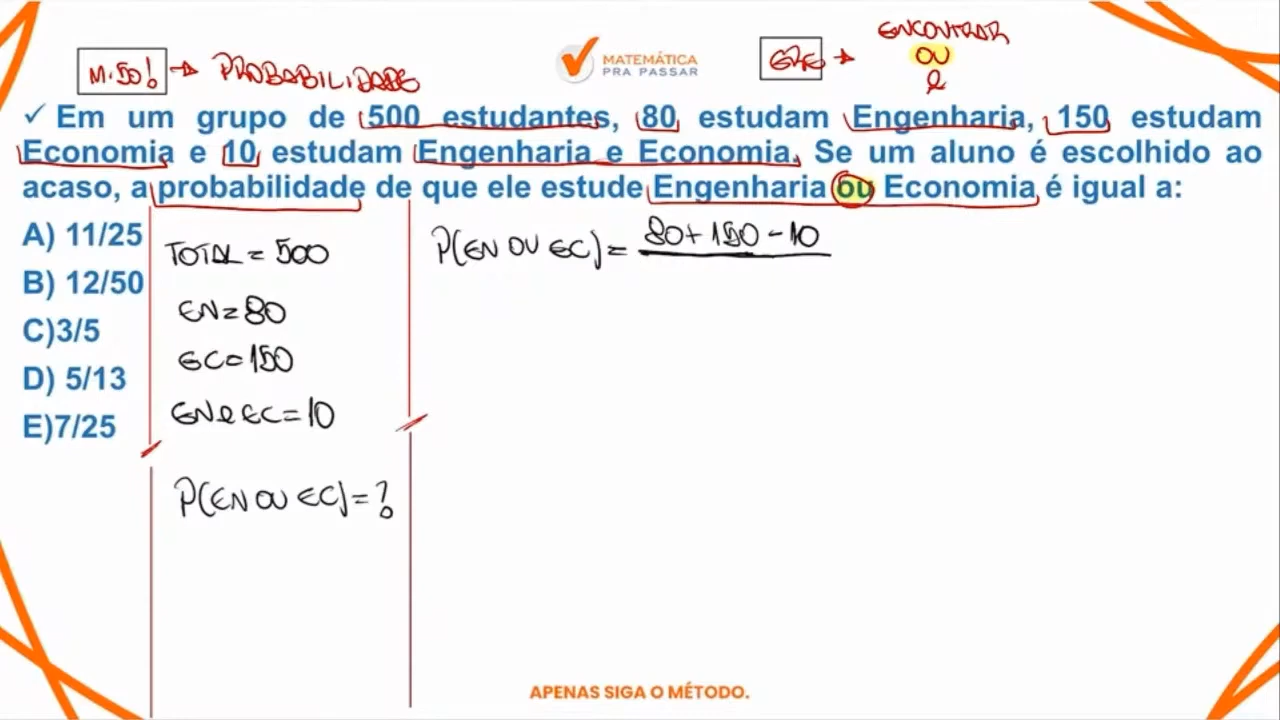 M.50! → PROBABILIDADE
MATEMÁTICA
PRA PASSAR
→ ENCONTRAR
OU
e
✓ Em um grupo de 500 estudantes, 80 estudam Engenharia, 150 estudam
Economia e 10 estudam Engenharia e Economia. Se um aluno é escolhido ao
acaso, a probabilidade de que ele estude Engenharia ou Economia é igual a:
A) 11/25
B) 12/50
C)3/5
D) 5/13
E)7/25
TOTAL = 500
EN = 80
EC = 150
EN e EC = 10
P(EN OU EC) = ?
P(EN OU EC) = 80 + 150 - 10
APENAS SIGA O MÉTODO.